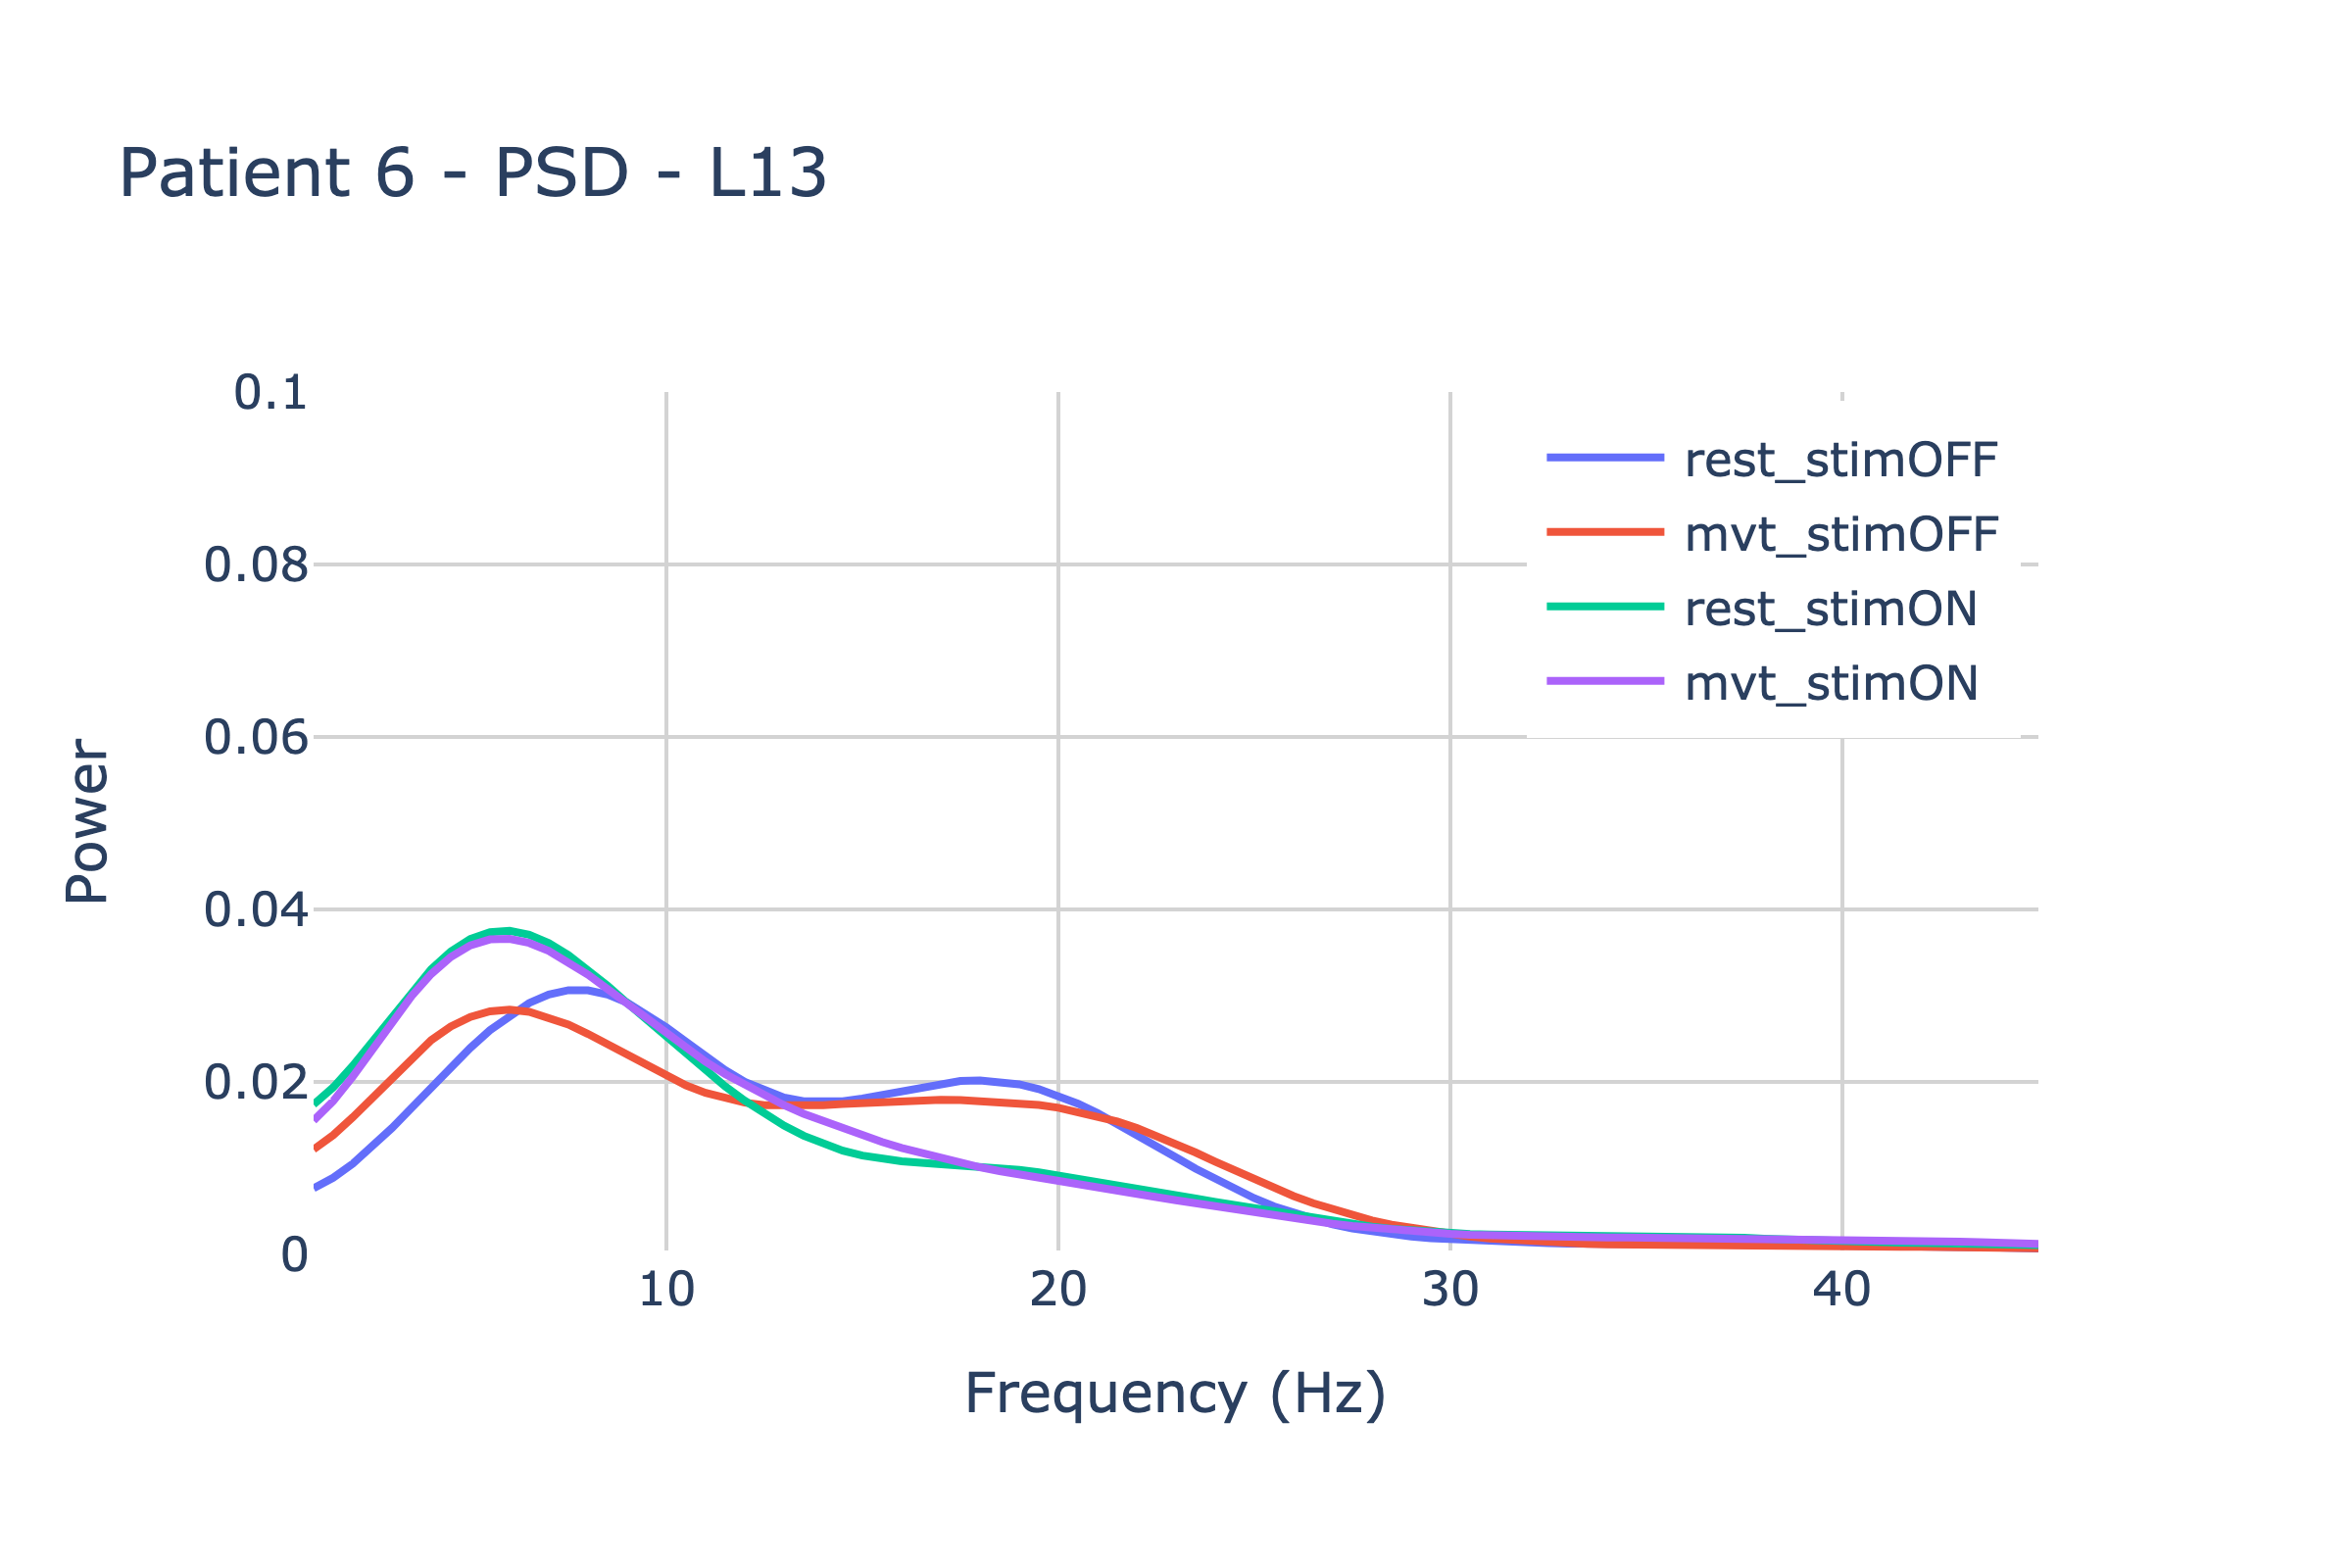 Patient 6 - PSD - L13
0.1
0.08
0.06
0.04
0.02
0
Power
10
20
30
40
Frequency (Hz)
rest_stimOFF
mvt_stimOFF
rest_stimON
mvt_stimON